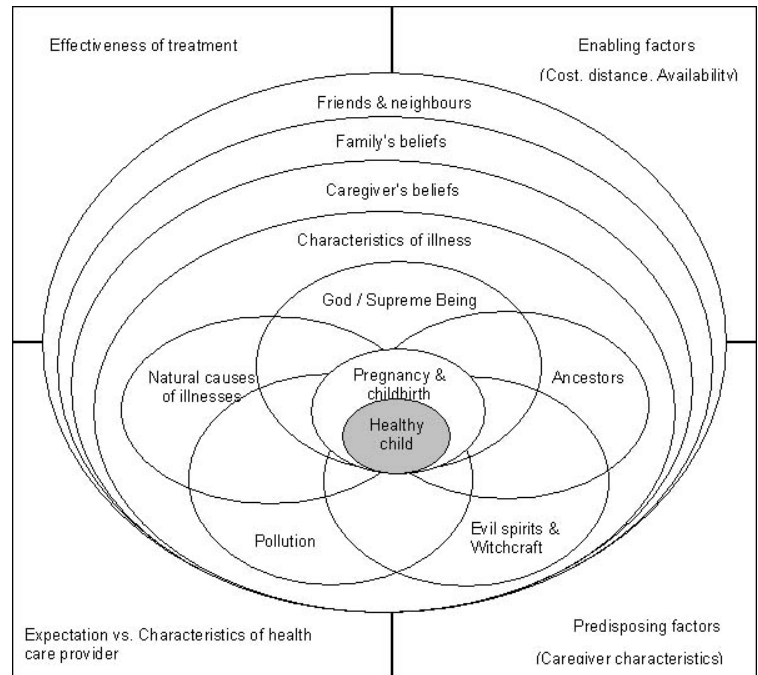 Effectiveness of treatment
Enabling factors
(Cost, distance, Availability)
Friends & neighbours
Family's beliefs
Caregiver's beliefs
Characteristics of illness
God / Supreme Being
Natural causes
of illnesses
Pregnancy &
childbirth
Ancestors
Healthy
child
Pollution
Evil spirits &
Witchcraft
Expectation vs. Characteristics of health
care provider
Predisposing factors
(Caregiver characteristics)